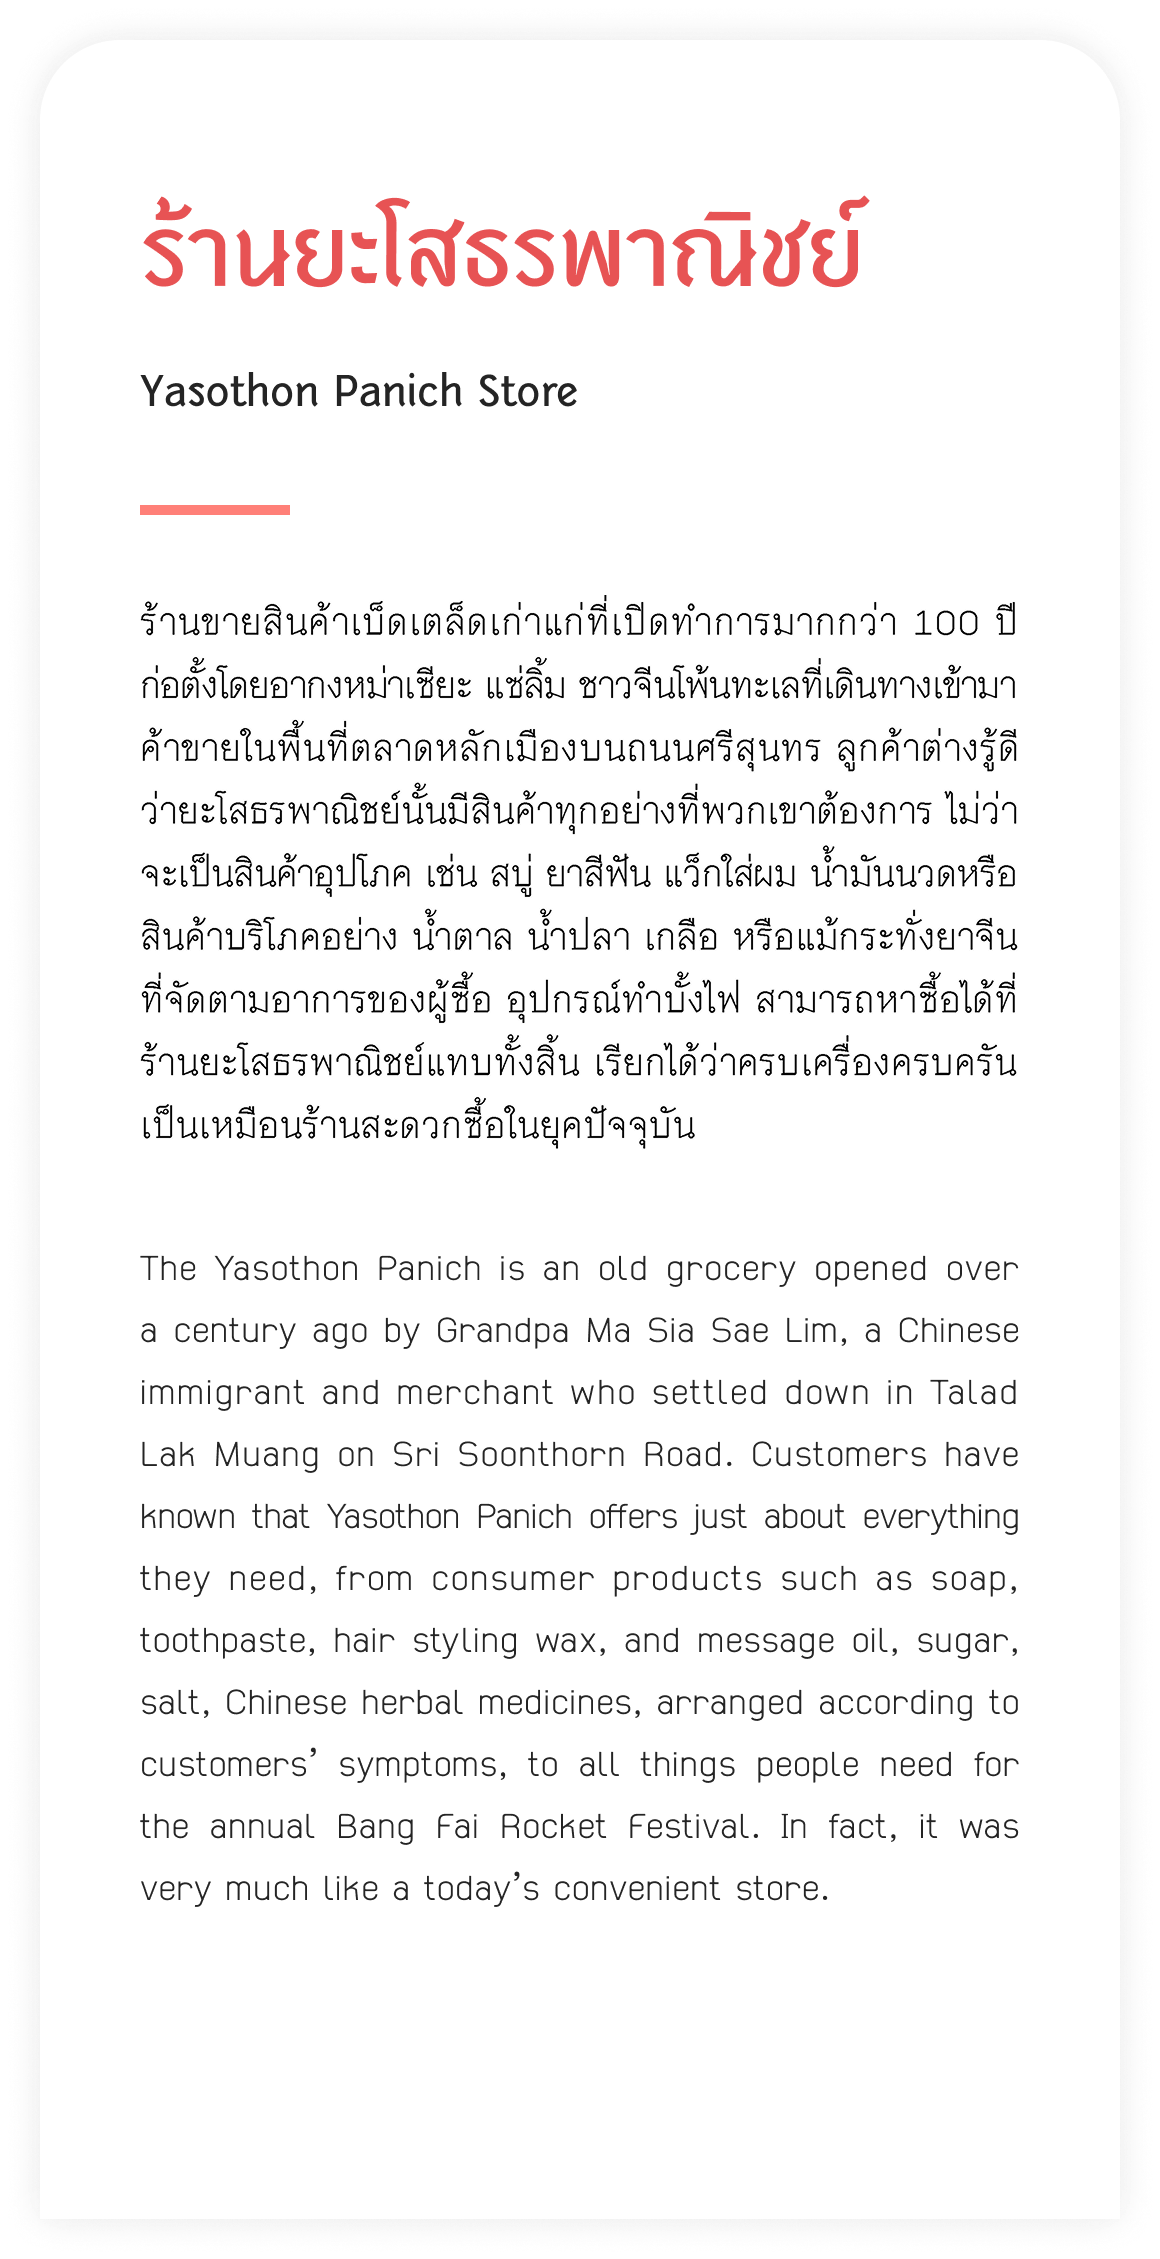 ร้านยะโสธรพาณิชย์
Yasothon Panich Store
ร้านขายสินค้าเบ็ดเตล็ดเก่าแก่ที่เปิดทำการมากกว่า 100 ปี
ก่อตั้งโดยอากงหม่าเซียะ แซ่ลิ้ม ชาวจีนโพ้นทะเลที่เดินทางเข้ามา
ค้าขายในพื้นที่ตลาดหลักเมืองบนถนนศรีสุนทร ลูกค้าต่างรู้ดี
ว่ายะโสธรพาณิชย์นั้นมีสินค้าทุกอย่างที่พวกเขาต้องการ ไม่ว่า
จะเป็นสินค้าอุปโภค เช่น สบู่ ยาสีฟัน แว็กใส่ผม น้ำมันนวดหรือ
สินค้าบริโภคอย่าง น้ำตาล น้ำปลา เกลือ หรือแม้กระทั่งยาจีน
ที่จัดตามอาการของผู้ซื้อ อุปกรณ์ทำบั้งไฟ สามารถหาซื้อได้ที่
ร้านยะโสธรพาณิชย์แทบทั้งสิ้น เรียกได้ว่าครบเครื่องครบครัน
เป็นเหมือนร้านสะดวกซื้อในยุคปัจจุบัน
The Yasothon Panich is an old grocery opened over
a century ago by Grandpa Ma Sia Sae Lim, a Chinese
immigrant and merchant who settled down in Talad
Lak Muang on Sri Soonthorn Road. Customers have
known that Yasothon Panich offers just about everything
they need, from consumer products such as soap,
toothpaste, hair styling wax, and message oil, sugar,
salt, Chinese herbal medicines, arranged according to
customers’ symptoms, to all things people need for
the annual Bang Fai Rocket Festival. In fact, it was
very much like a today’s convenient store.